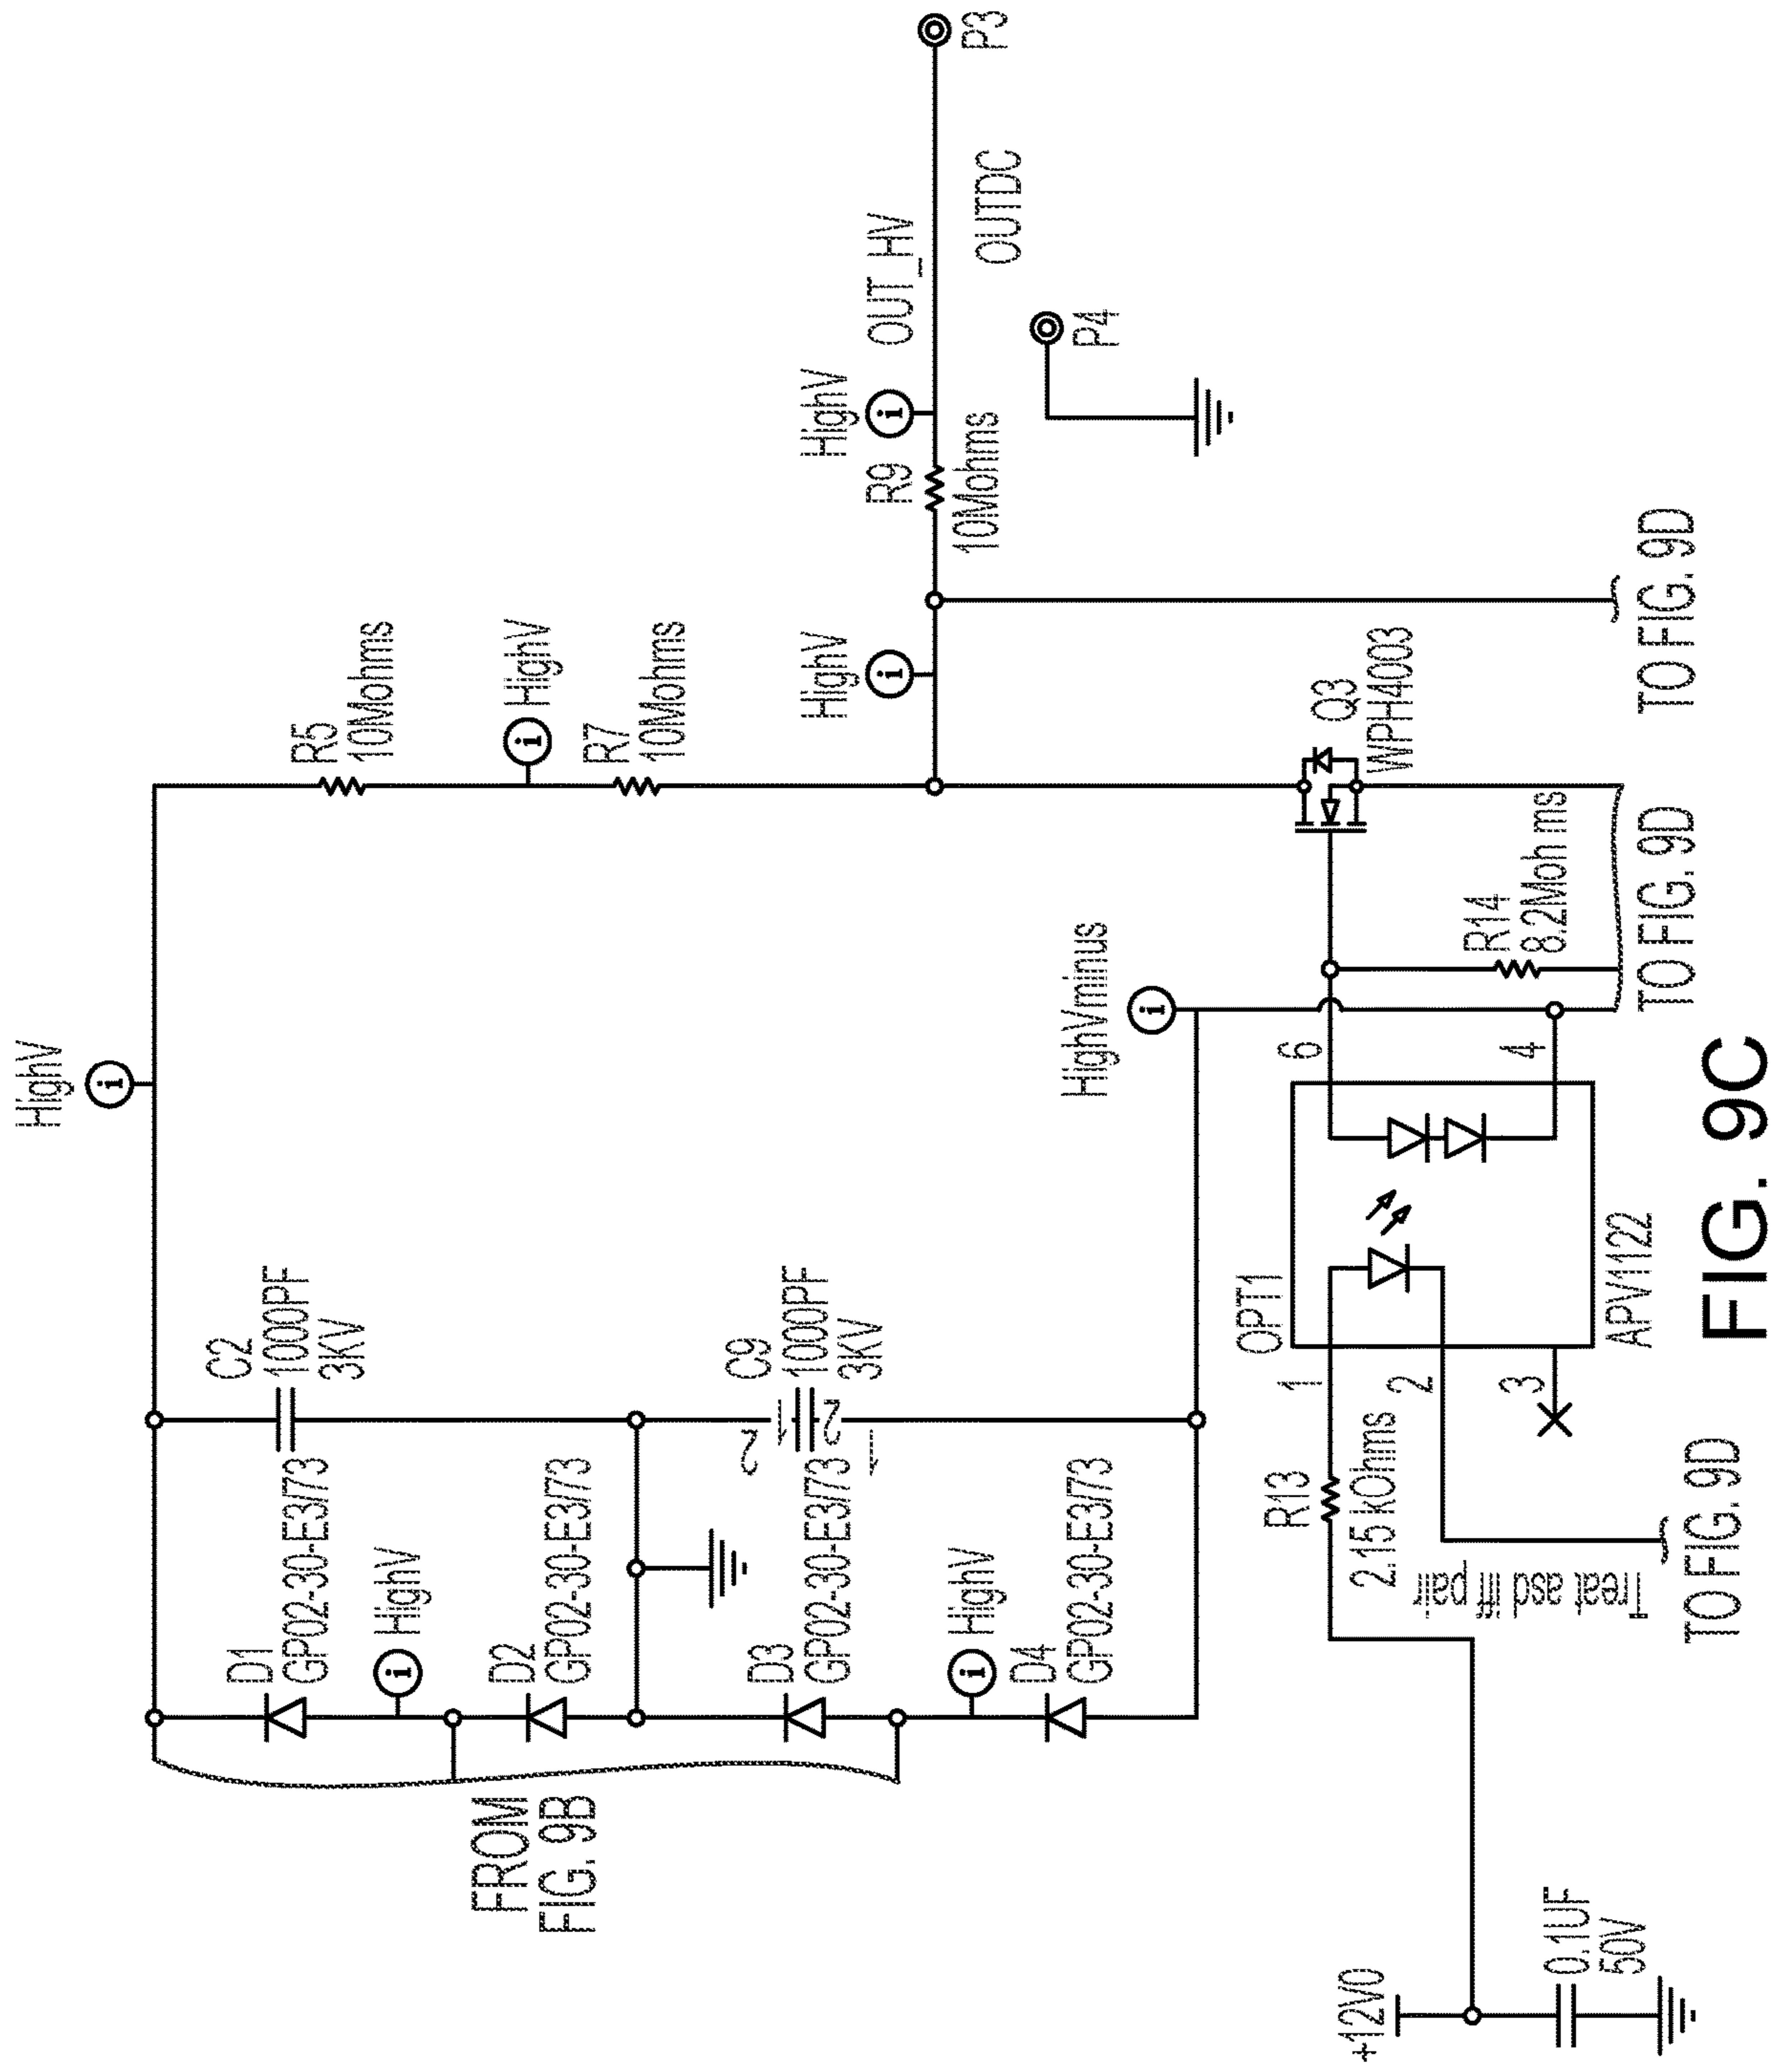 HighV
C2
1000PF
3KV
D1
GP02-30-E3/73
HighV
D2
GP02-30-E3/73
FROM
FIG. 9B
C9
1000PF
3KV
2
1
2
1
D3
GP02-30-E3/73
HighV
D4
GP02-30-E3/73
R5
10Mohms
HighV
R7
10Mohms
HighV
HighV
OUT_HV
R9
10Mohms
OUTDC
P3
P4
HighVminus
Q3
WPH4003
TO FIG. 9D
R14
8.2Moh ms
TO FIG. 9D
OPT1
6
4
1
2
3
APV1122
R13
2.15 kOhms
Treat asd iff pair
TO FIG. 9D
+12V0
0.1UF
50V
FIG. 9C